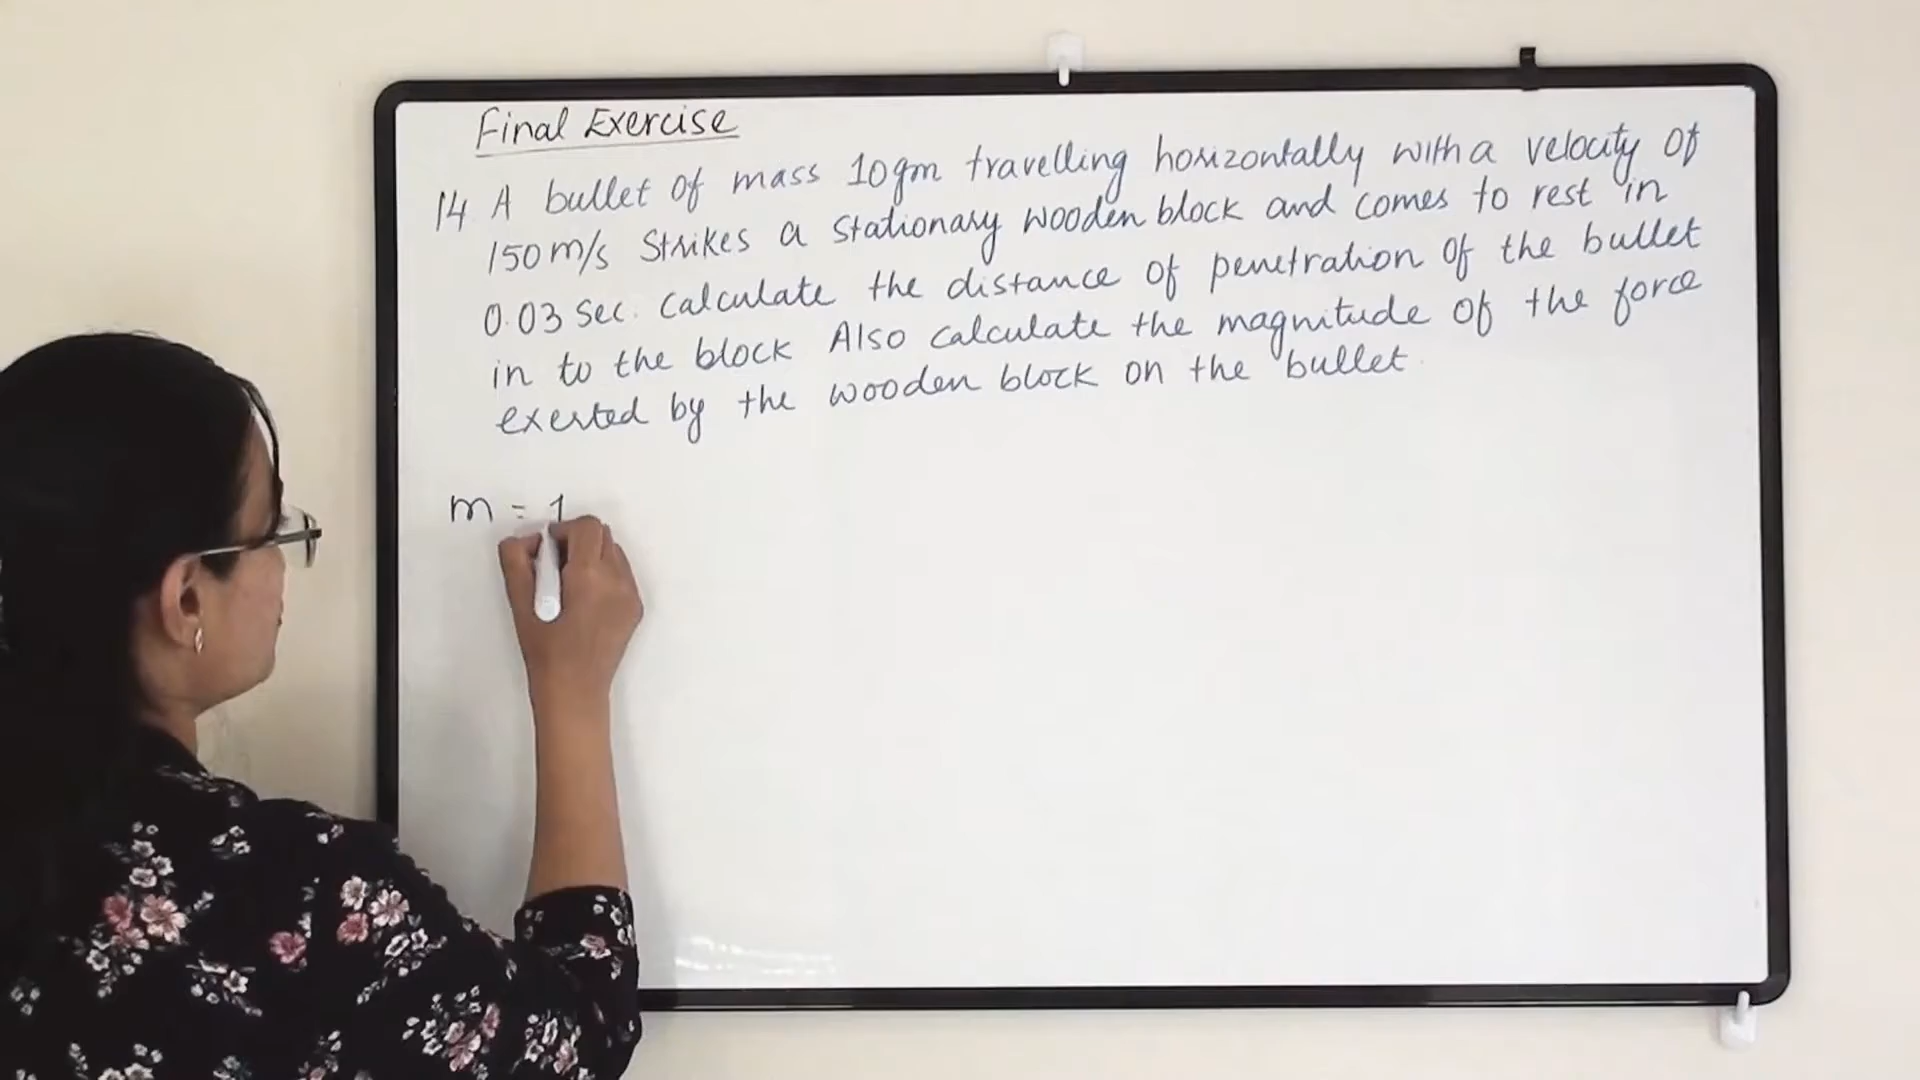 Final Exercise
14 A bullet of mass 10gm travelling horizontally with a velocity of
150m/s strikes a stationary wooden block and comes to rest in
0.03 sec. calculate the distance of penetration of the bullet
in to the block Also calculate the magnitude of the force
exerted by the wooden block on the bullet.
m = 1